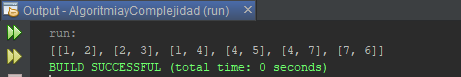 Output - AlgoritmiayComplejidad (run)
run:
[[1, 2], [2, 3], [1, 4], [4, 5], [4, 7], [7, 6]]
BUILD SUCCESSFUL (total time: 0 seconds)